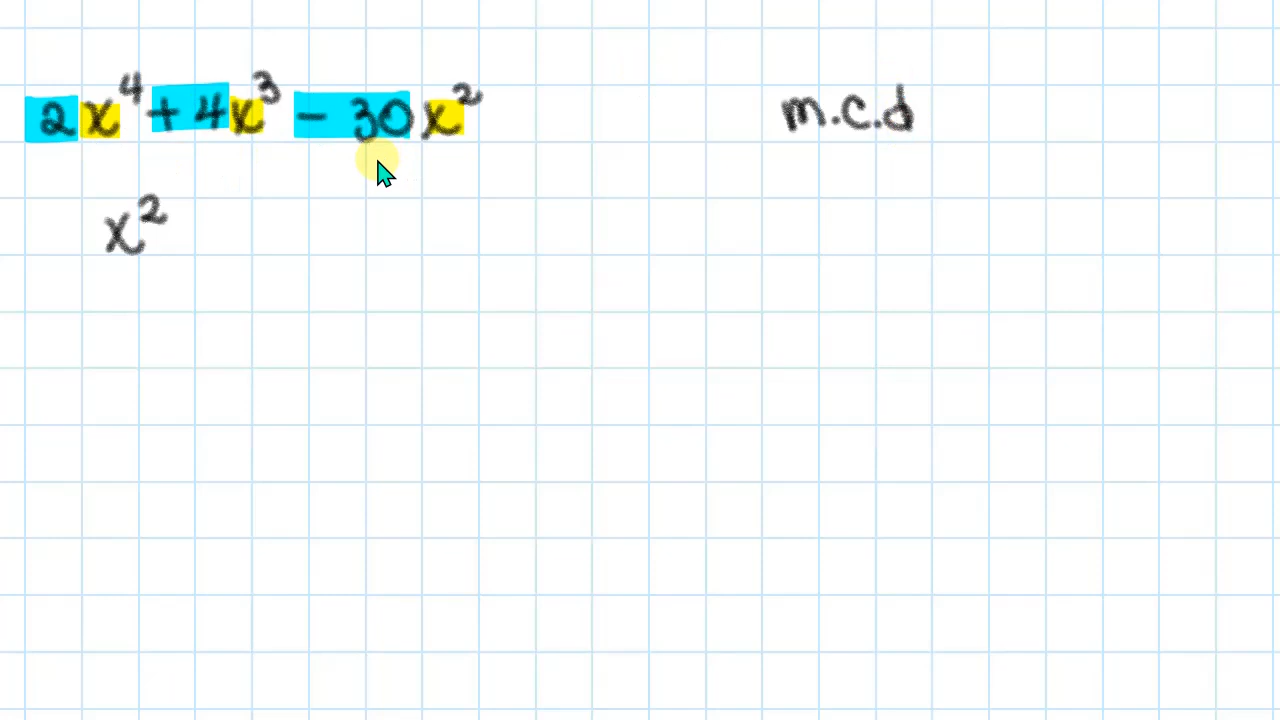 2x⁴ + 4x³ - 30x² m.c.d
x²